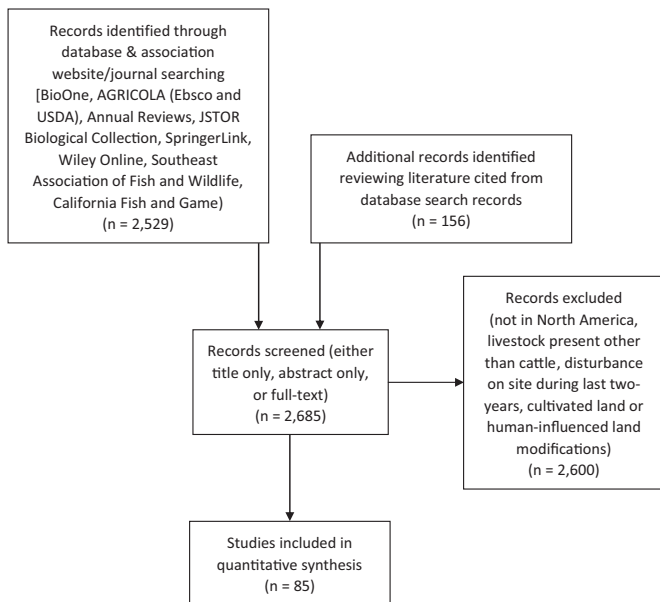 Records identified through
database & association
website/journal searching
[BioOne, AGRICOLA (Ebsco and
USDA), Annual Reviews, JSTOR
Biological Collection, SpringerLink,
Wiley Online, Southeast
Association of Fish and Wildlife,
California Fish and Game)
(n = 2,529)
Additional records identified
reviewing literature cited from
database search records
(n = 156)
Records screened (either
title only, abstract only,
or full-text)
(n = 2,685)
Records excluded
(not in North America,
livestock present other
than cattle, disturbance
on site during last two-
years, cultivated land or
human-influenced land
modifications)
(n = 2,600)
Studies included in
quantitative synthesis
(n = 85)